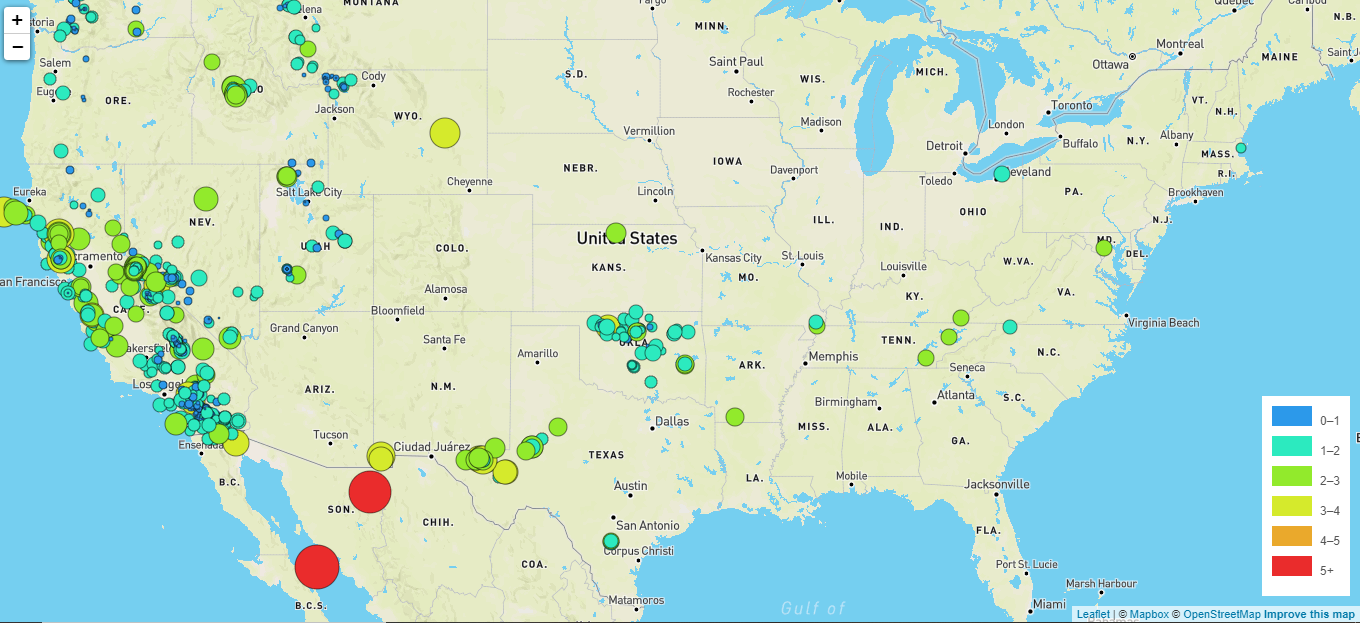 +
−
MONTANA
Fargo
Quebec
Caribou
N.B.
MINN.
Montreal
Salem
Saint Paul
Ottawa
MAINE
S.D.
WIS.
MICH.
Cody
ORE.
Rochester
VT.
Toronto
Jackson
WYO.
N.H.
Madison
London
Vermillion
Albany
N.Y.
Detroit
Buffalo
MASS.
IOWA
NEBR.
Davenport
R.I.
Toledo
Cheyenne
Lincoln
PA.
Brookhaven
Eureka
Salt Lake City
OHIO
N.J.
NEV.
ILL.
IND.
United States
MD.
UTAH
COLO.
DEL.
Kansas City
St. Louis
W.VA.
KANS.
Louisville
MO.
San Francisco
Alamosa
KY.
VA.
CALIF.
Bloomfield
Virginia Beach
Grand Canyon
OKLA.
TENN.
Santa Fe
N.C.
Amarillo
Memphis
ARK.
Seneca
ARIZ.
N.M.
Atlanta
S.C.
Birmingham
Los Angeles
Dallas
MISS.
ALA.
Tucson
GA.
Ensenada
Ciudad Juárez
TEXAS
LA.
Mobile
B.C.
Austin
Jacksonville
SON.
CHIH.
San Antonio
FLA.
Corpus Christi
COA.
Port St. Lucie
Marsh Harbour
Matamoros
B.C.S.
Gulf of
Miami
0–1
1–2
2–3
3–4
4–5
5+
Leaflet | © Mapbox © OpenStreetMap Improve this map